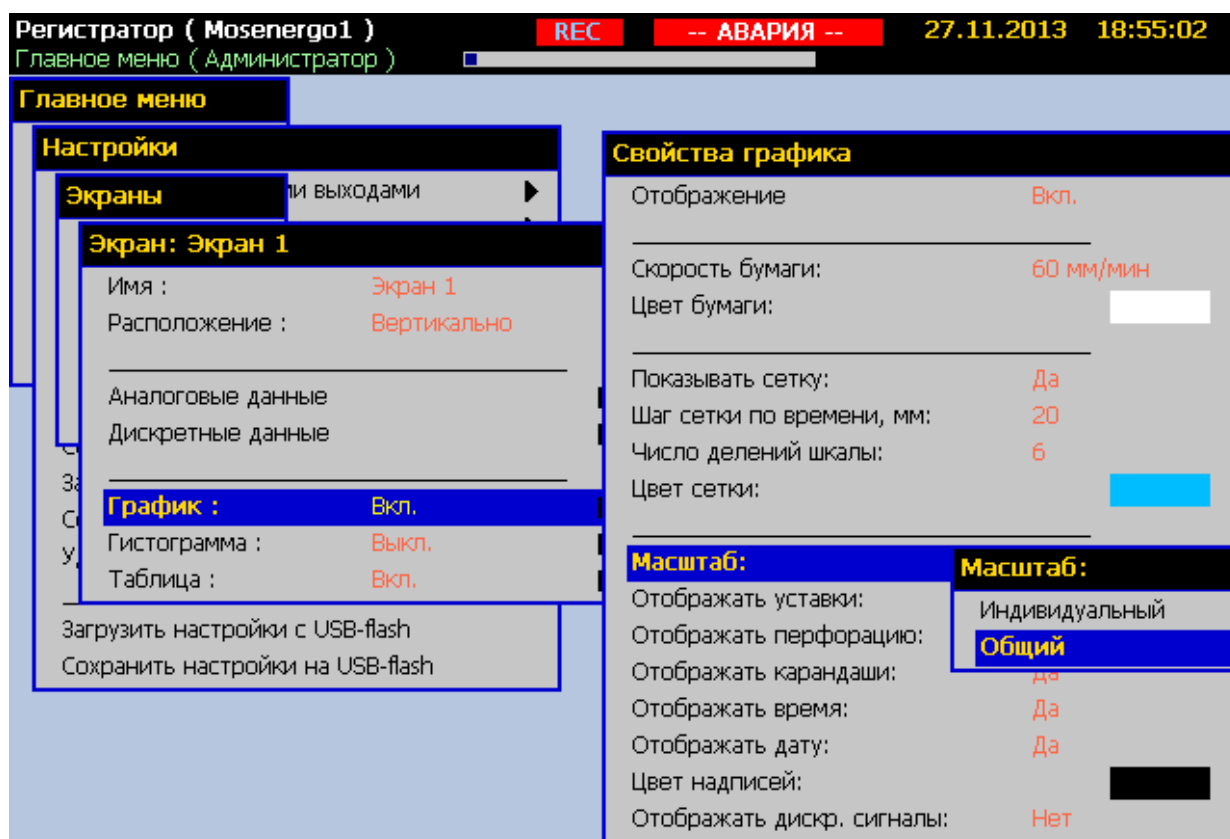 Регистратор ( Mosenergo1 ) REC -- АВАРИЯ -- 27.11.2013 18:55:02
Главное меню ( Администратор )
Главное меню
Настройки
выходами
Экраны
Экран: Экран 1
Имя : Экран 1
Расположение : Вертикально
Аналоговые данные
Дискретные данные
График : Вкл.
Гистограмма : Выкл.
Таблица : Вкл.
Загрузить настройки с USB-flash
Сохранить настройки на USB-flash
Свойства графика
Отображение Вкл.
Скорость бумаги: 60 мм/мин
Цвет бумаги:
Показывать сетку: Да
Шаг сетки по времени, мм: 20
Число делений шкалы: 6
Цвет сетки:
Масштаб:
Отображать уставки:
Отображать перфорацию:
Отображать карандаши: Да
Отображать время: Да
Отображать дату: Да
Цвет надписей:
Отображать дискр. сигналы: Нет
Масштаб:
Индивидуальный
Общий